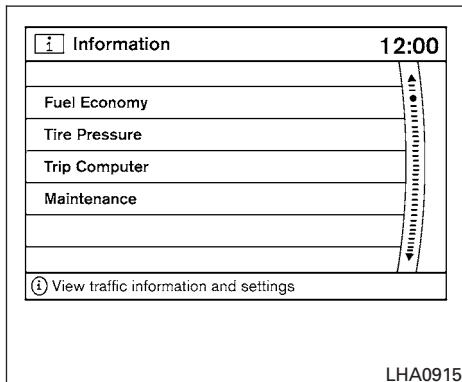 i Information 12:00
Fuel Economy
Tire Pressure
Trip Computer
Maintenance
i View traffic information and settings
LHA0915